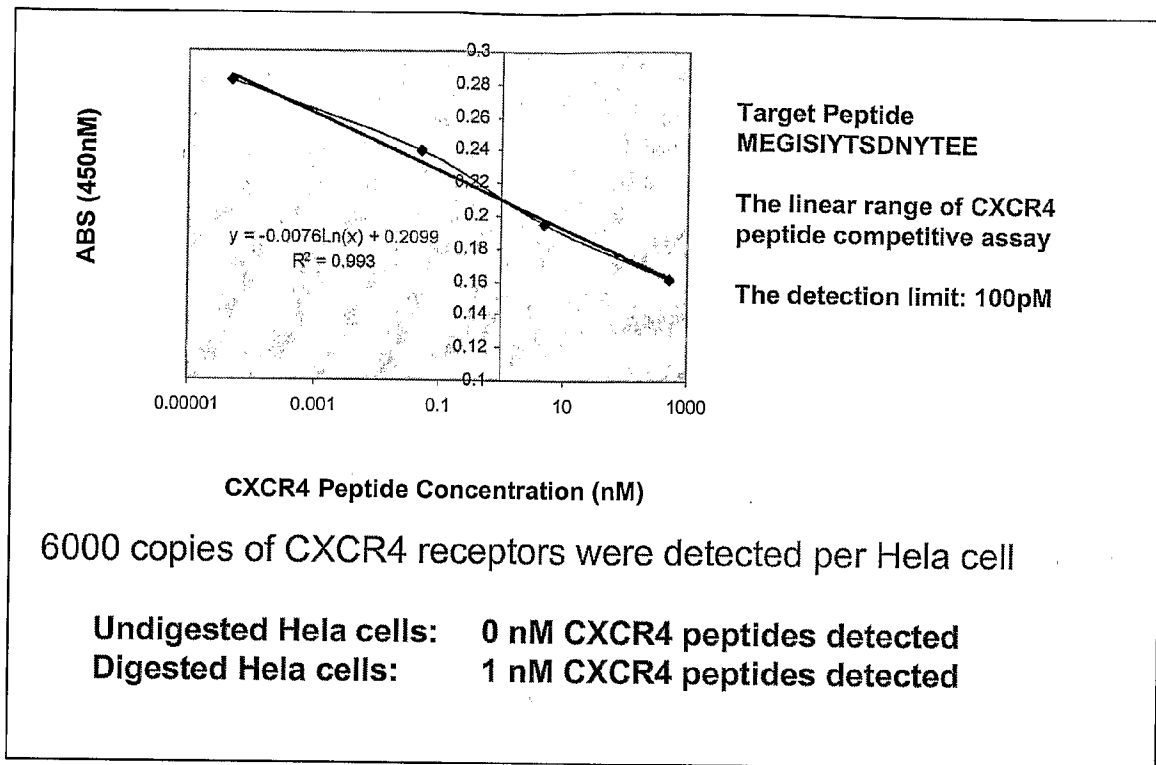 0.3
0.28
0.26
0.24
0.22
0.2
0.18
0.16
0.14
0.12
0.1
ABS (450nM)
y = -0.0076Ln(x) + 0.2099
R² = 0.993
0.00001
0.001
0.1
10
1000
CXCR4 Peptide Concentration (nM)
Target Peptide
MEGISIYTSDNYTEE
The linear range of CXCR4
peptide competitive assay
The detection limit: 100pM
6000 copies of CXCR4 receptors were detected per Hela cell
Undigested Hela cells: 0 nM CXCR4 peptides detected
Digested Hela cells: 1 nM CXCR4 peptides detected